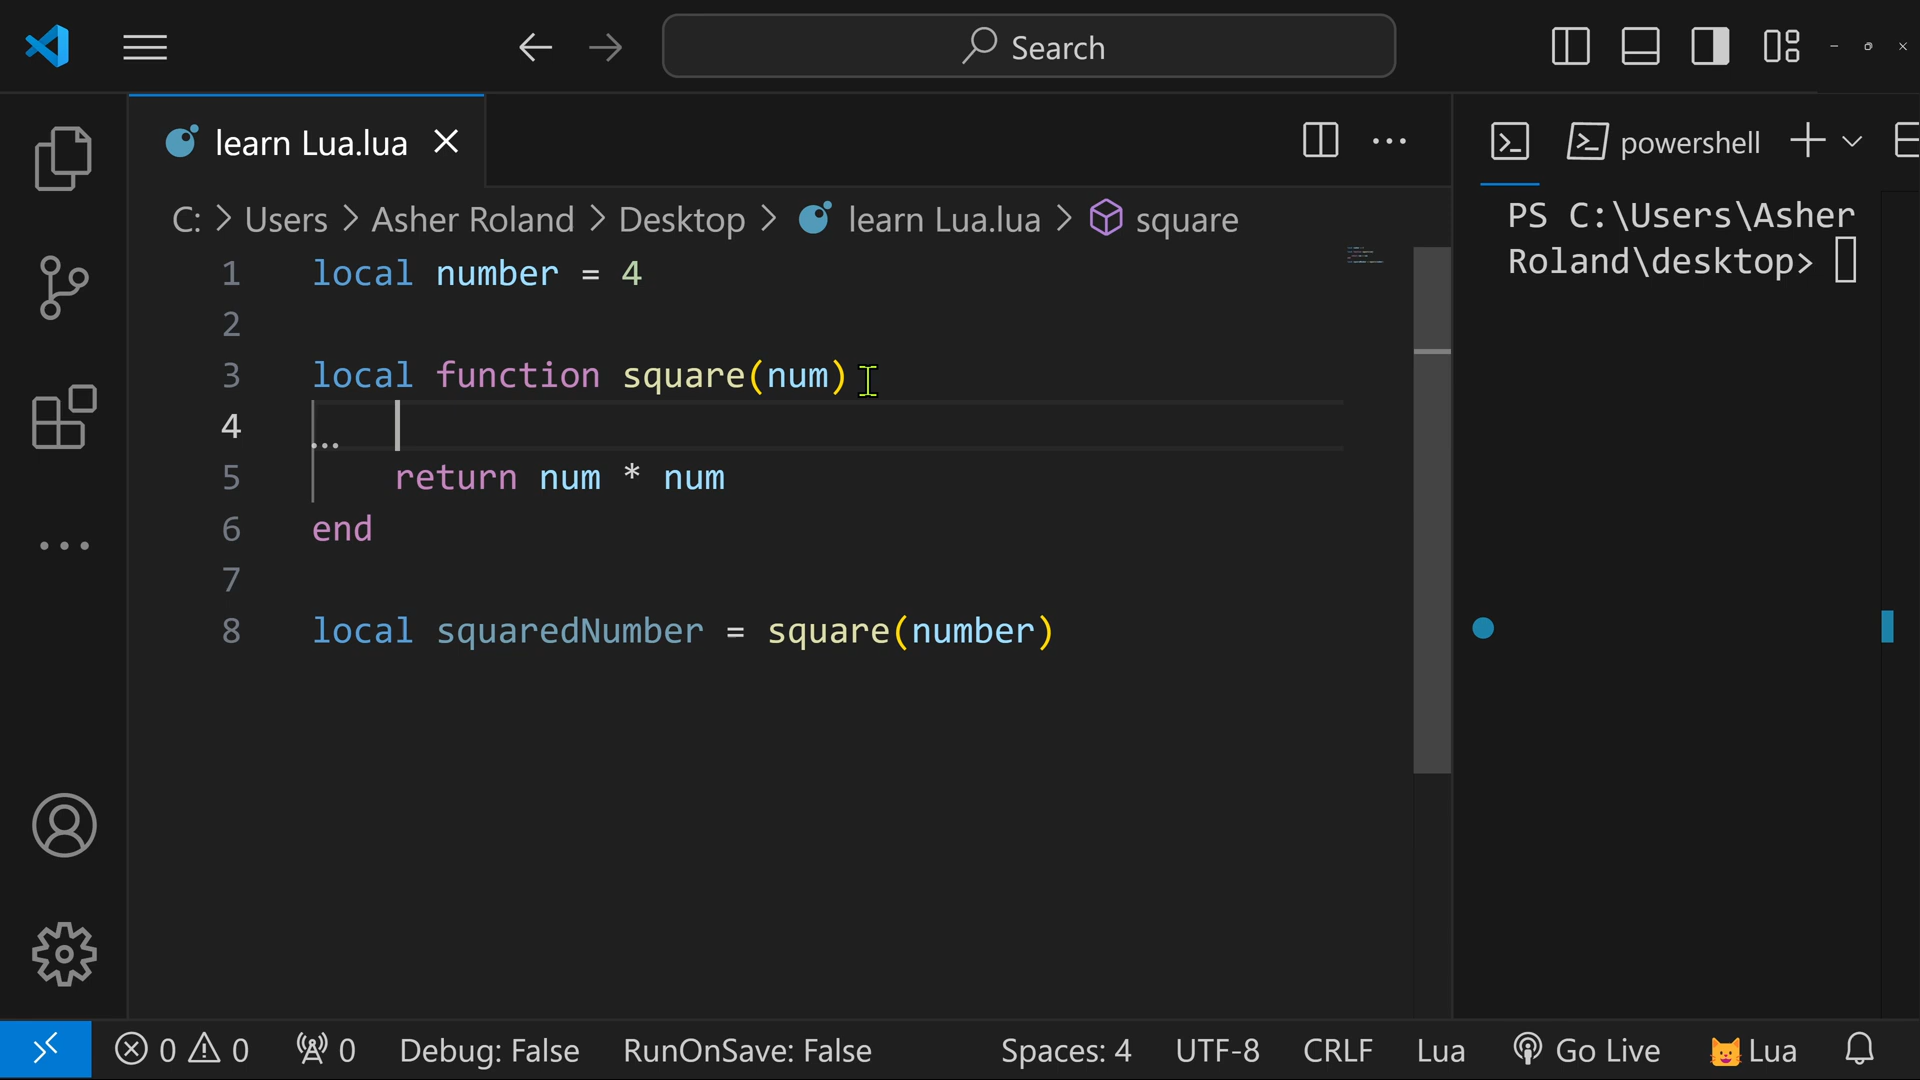 Search
learn Lua.lua
powershell
C: > Users > Asher Roland > Desktop > learn Lua.lua > square
PS C:\Users\Asher
Roland\desktop>
1 local number = 4
2
3 local function square(num)
4
5 return num * num
6 end
7
8 local squaredNumber = square(number)
0 0 0 Debug: False RunOnSave: False Spaces: 4 UTF-8 CRLF Lua Go Live Lua